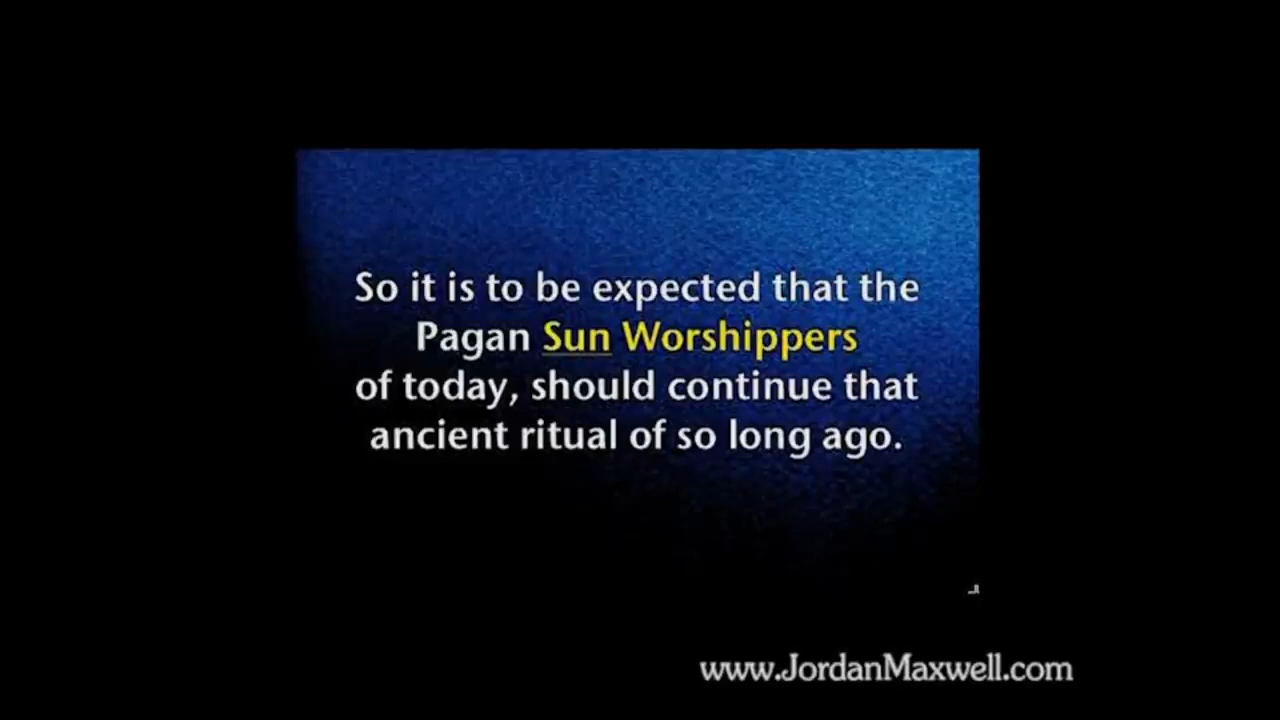 So it is to be expected that the
Pagan Sun Worshippers
of today, should continue that
ancient ritual of so long ago.
www.JordanMaxwell.com